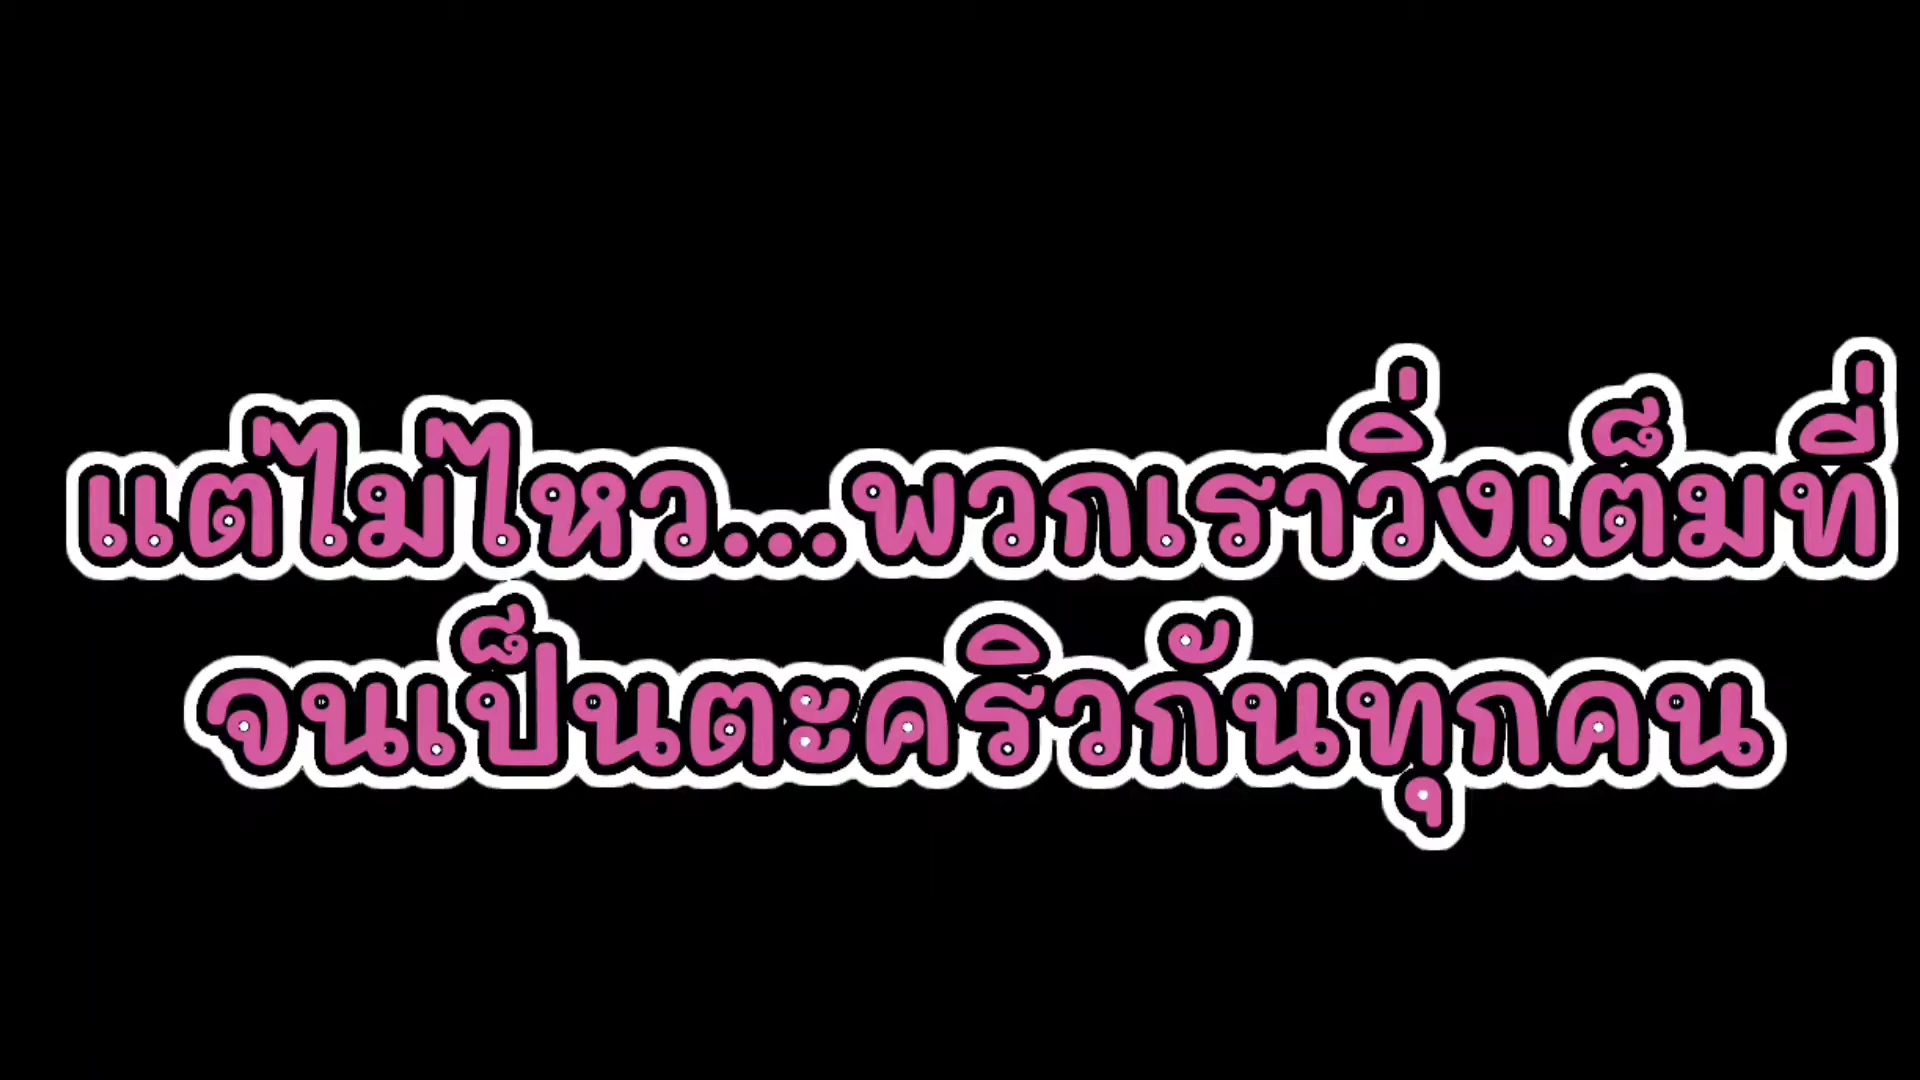 แต่ไม่ไหว...พวกเราวิ่งเต็มที่
จนเป็นตะคริวกันทุกคน